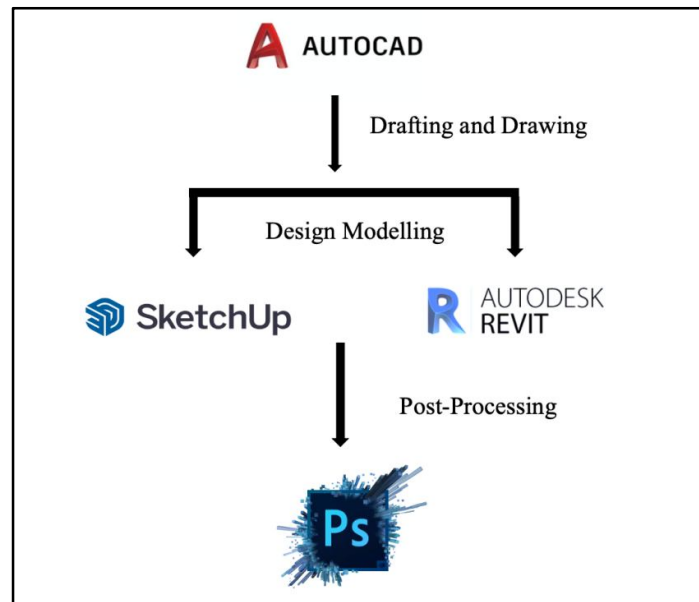 AUTOCAD
Drafting and Drawing
Design Modelling
SketchUp
AUTODESK
REVIT
Post-Processing
Ps